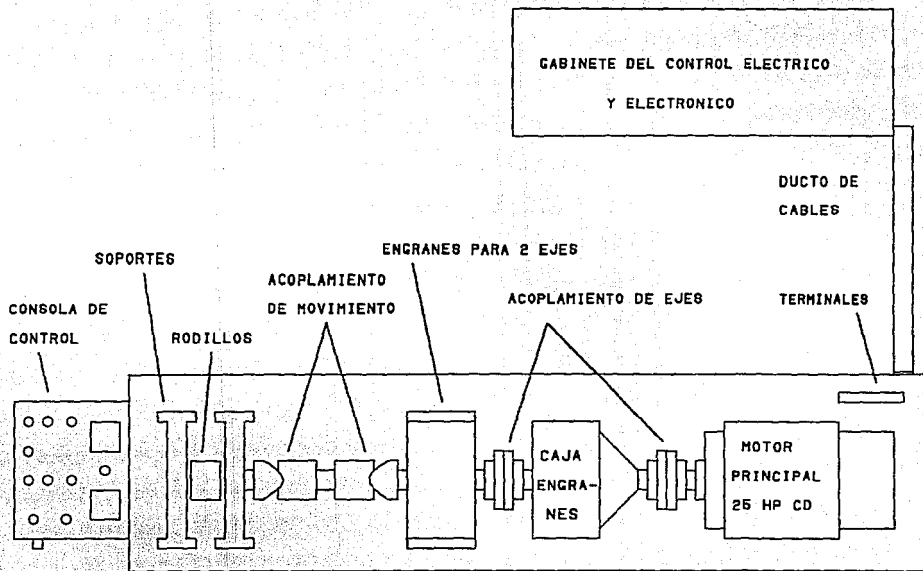 GABINETE DEL CONTROL ELECTRICO
Y ELECTRONICO
DUCTO DE
CABLES
SOPORTES
ENGRANES PARA 2 EJES
CONSOLA DE
CONTROL
RODILLOS
ACOPLAMIENTO
DE MOVIMIENTO
ACOPLAMIENTO DE EJES
TERMINALES
CAJA
ENGRA-
NES
MOTOR
PRINCIPAL
25 HP CD